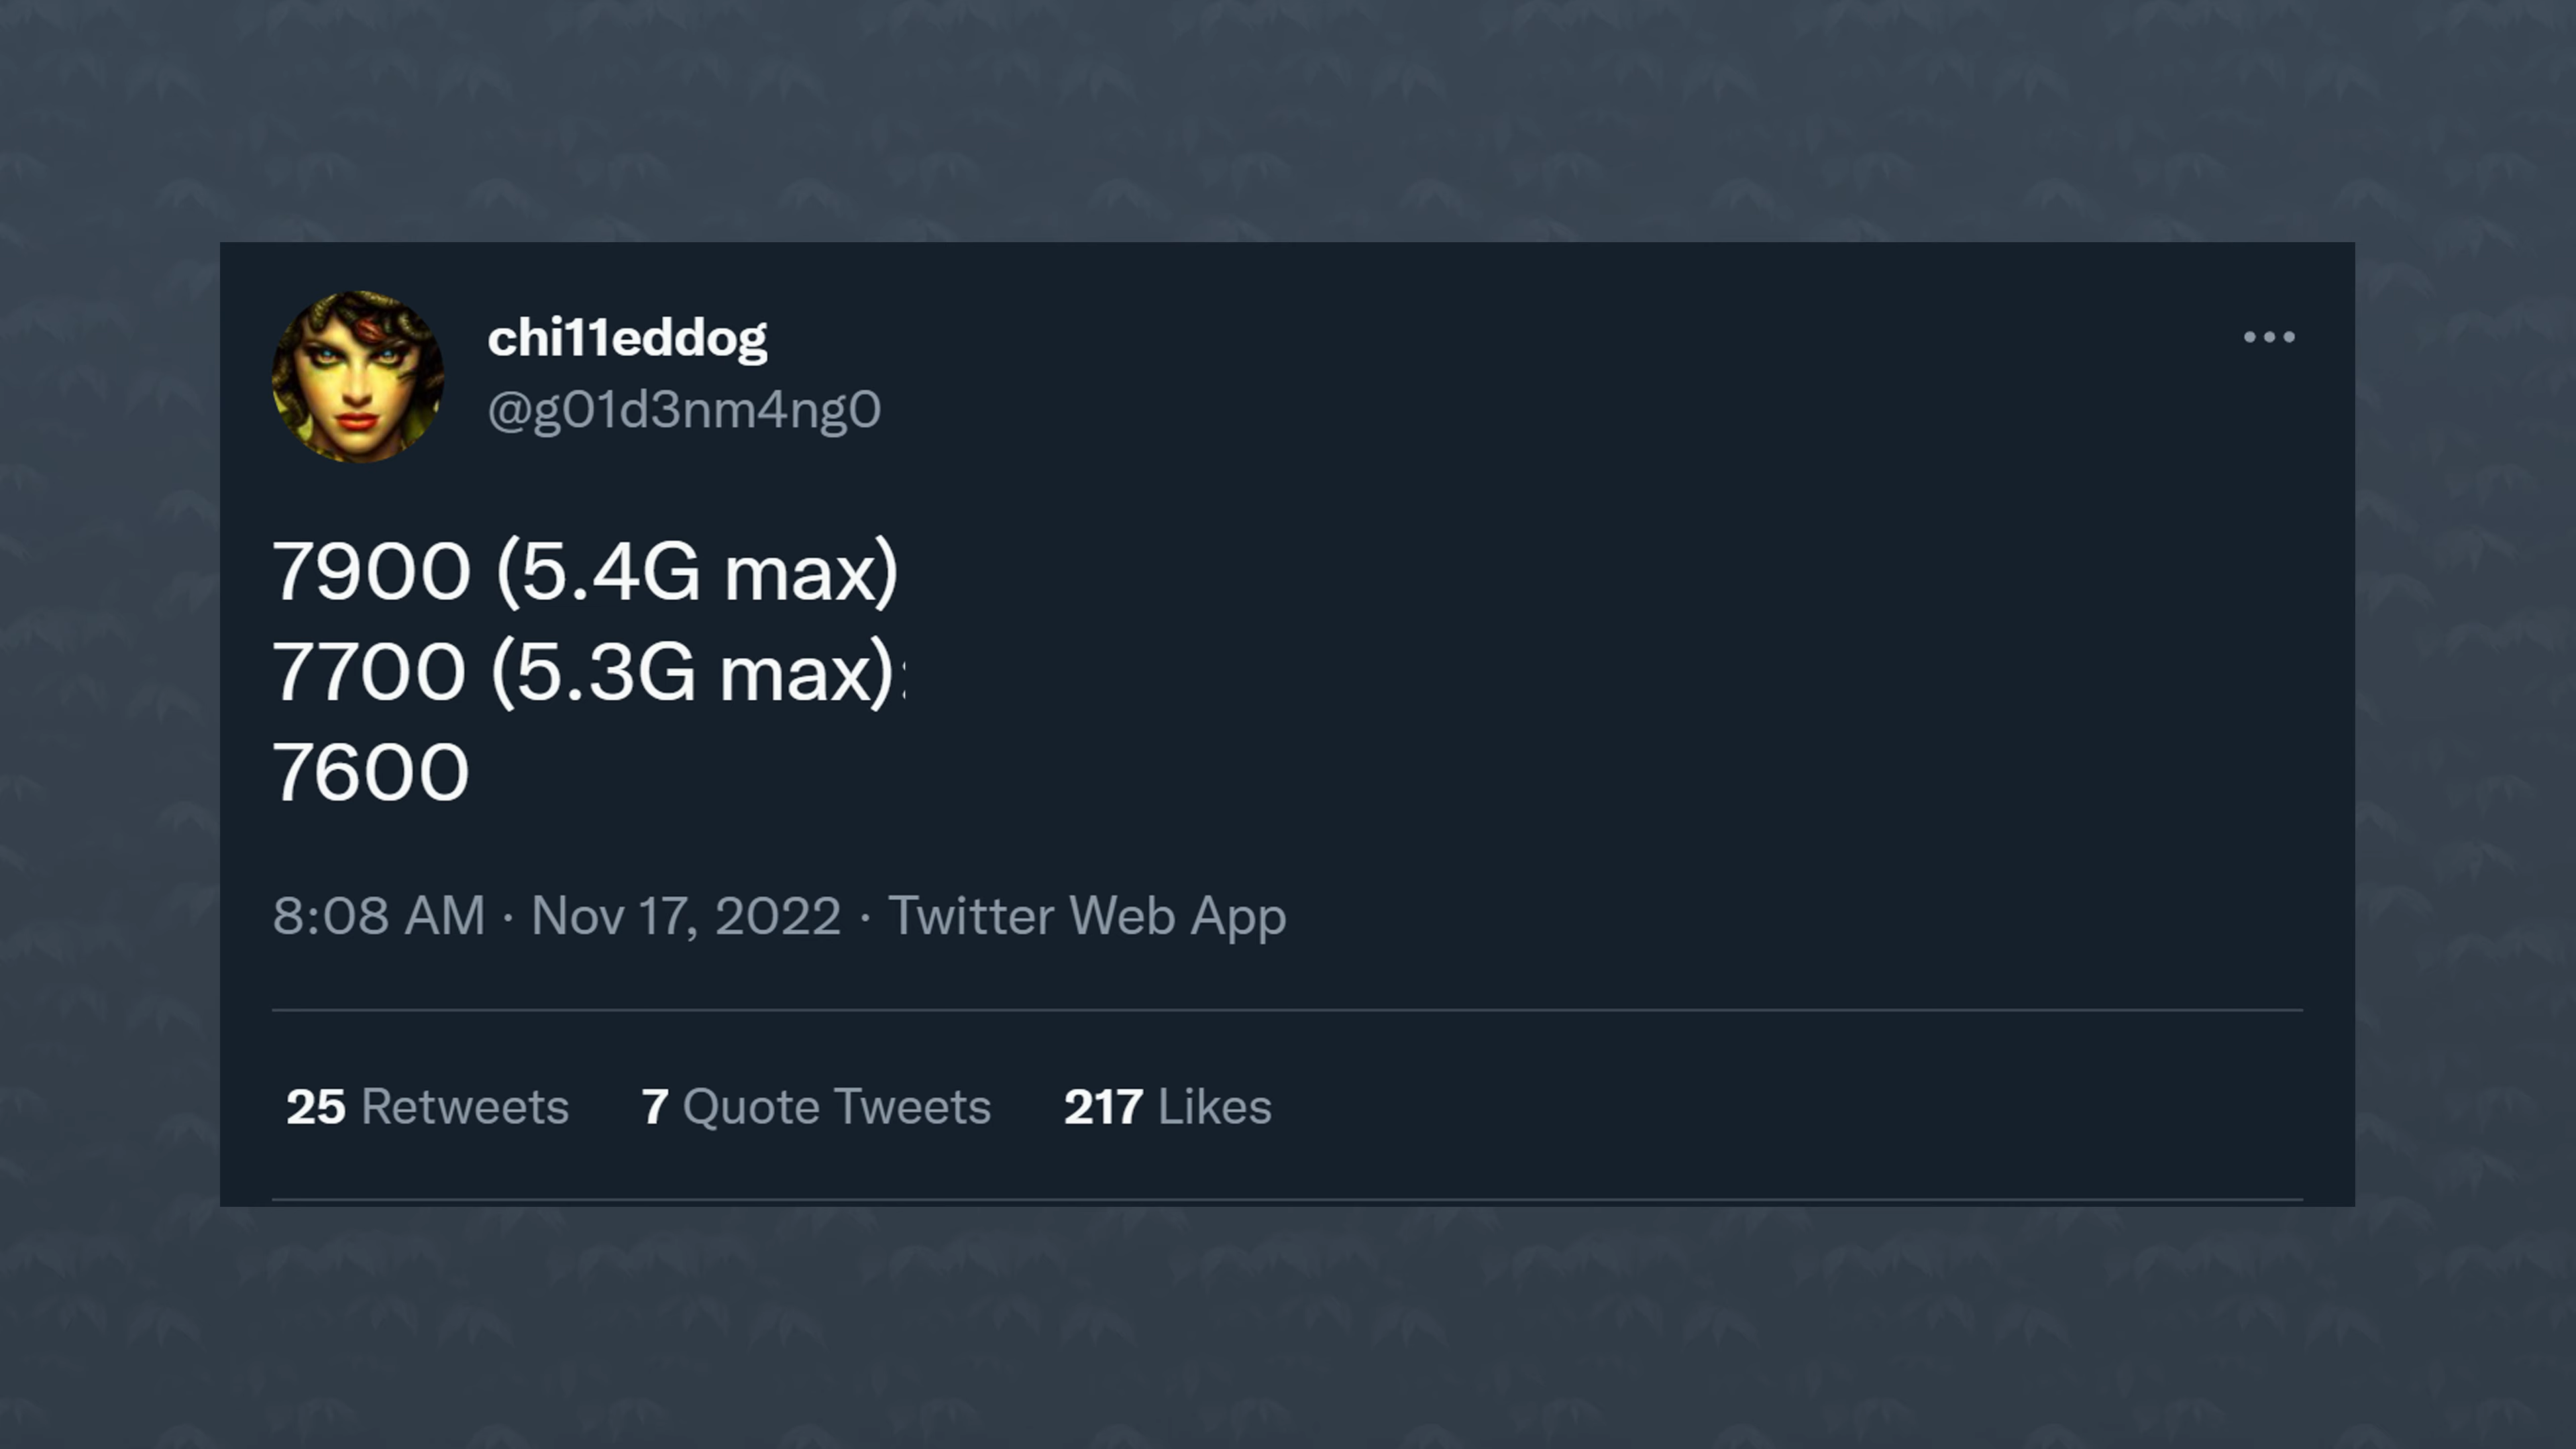 chi11eddog
@g01d3nm4ng0
7900 (5.4G max)
7700 (5.3G max):
7600
8:08 AM · Nov 17, 2022 · Twitter Web App
25 Retweets 7 Quote Tweets 217 Likes